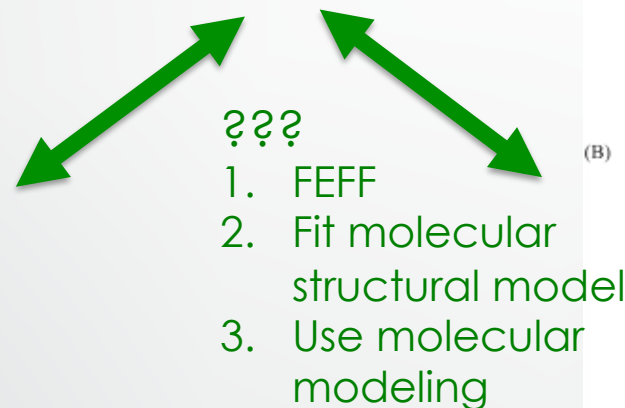 ???
(B)
1. FEFF
2. Fit molecular
structural model
3. Use molecular
modeling